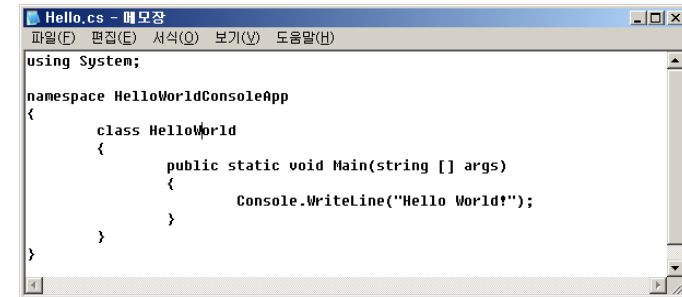 Hello.cs - 메모장
파일(F) 편집(E) 서식(O) 보기(V) 도움말(H)
using System;
namespace HelloWorldConsoleApp
{
class HelloWorld
{
public static void Main(string [] args)
{
Console.WriteLine("Hello World!");
}
}
}